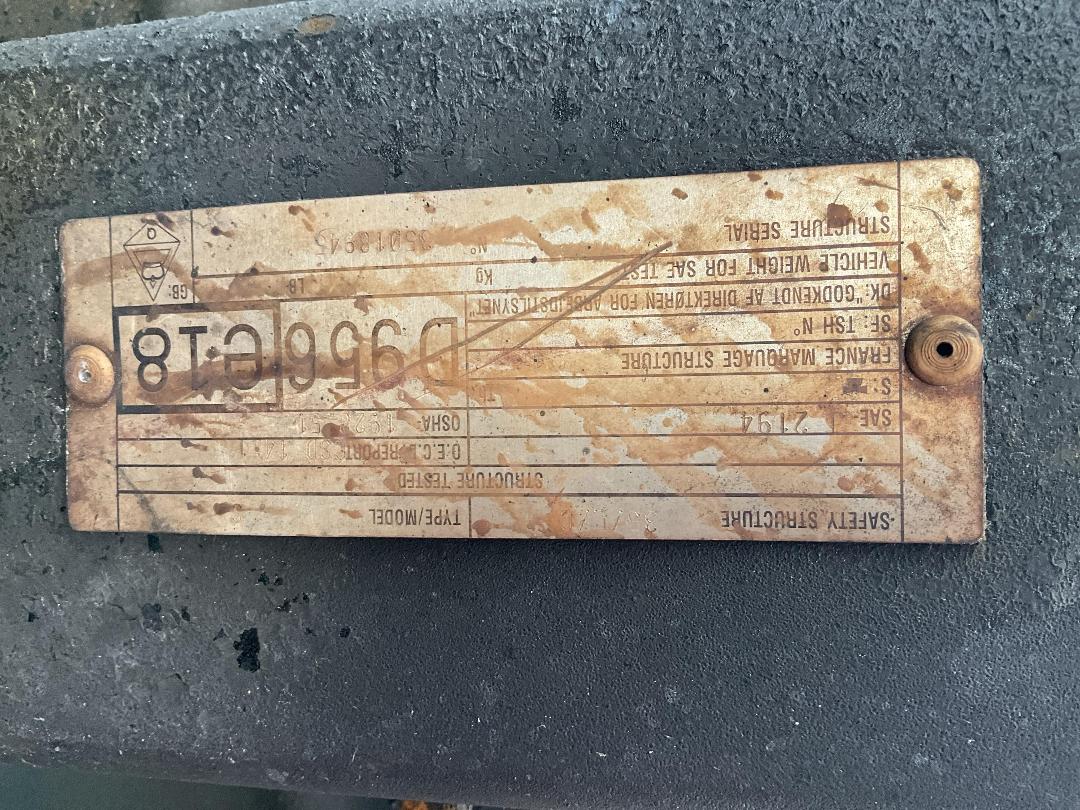 SAFETY STRUCTURE TYPE/MODEL
STRUCTURE TESTED
O.E.C.D. REPORT
SAE- 2194 OSHA-
S:
FRANCE MARQUAGE STRUCTURE
SF: TSH N°
D956 e18
DK: "GODKENDT AF DIREKTØREN FOR ARBEJDSTILSYNET"
VEHICLE WEIGHT FOR SAE TEST Kg LB GB:
STRUCTURE SERIAL N°